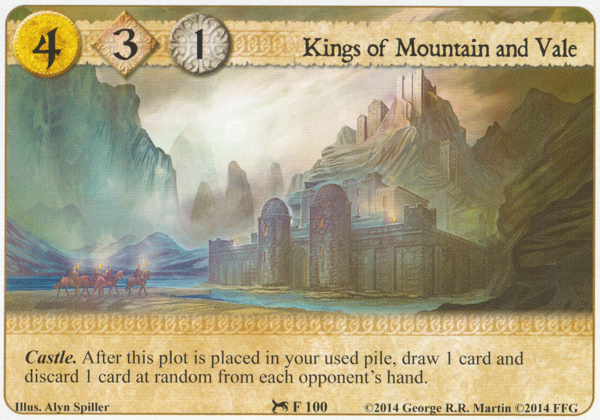 4 3 1 Kings of Mountain and Vale
Castle. After this plot is placed in your used pile, draw 1 card and
discard 1 card at random from each opponent's hand.
Illus. Alyn Spiller F 100 ©2014 George R.R. Martin ©2014 FFG